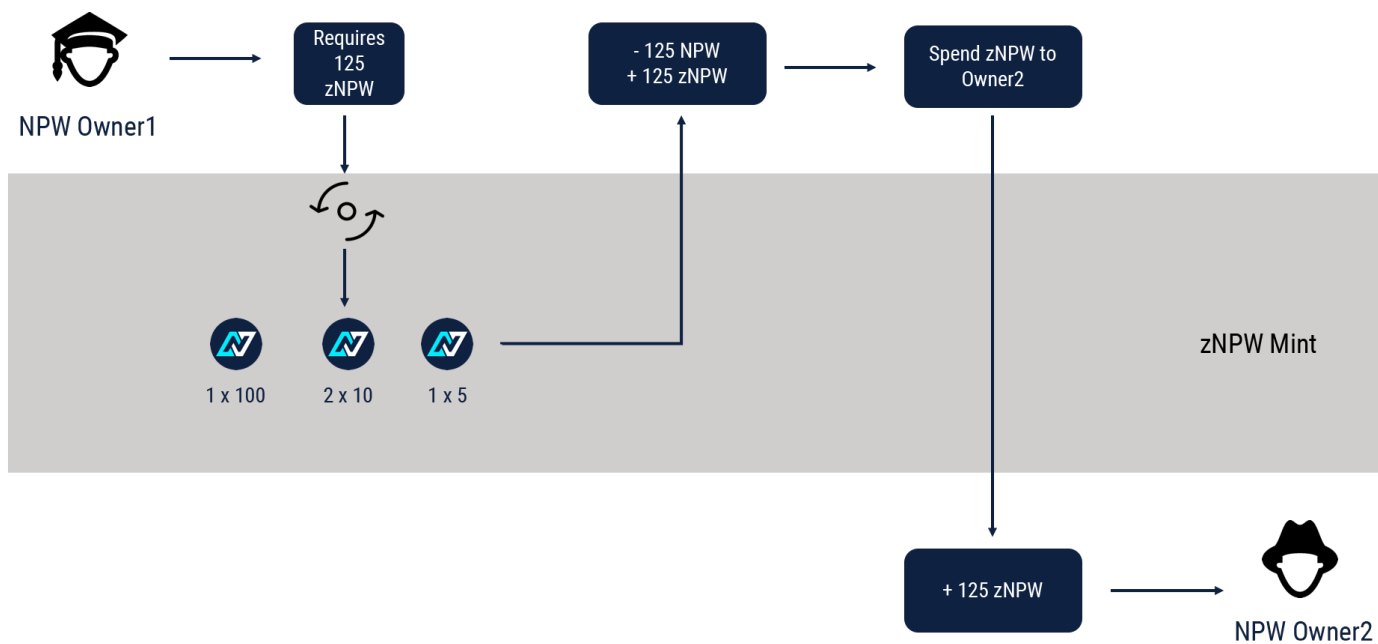 NPW Owner1
Requires
125
zNPW
- 125 NPW
+ 125 zNPW
Spend zNPW to
Owner2
1 x 100
2 x 10
1 x 5
zNPW Mint
+ 125 zNPW
NPW Owner2